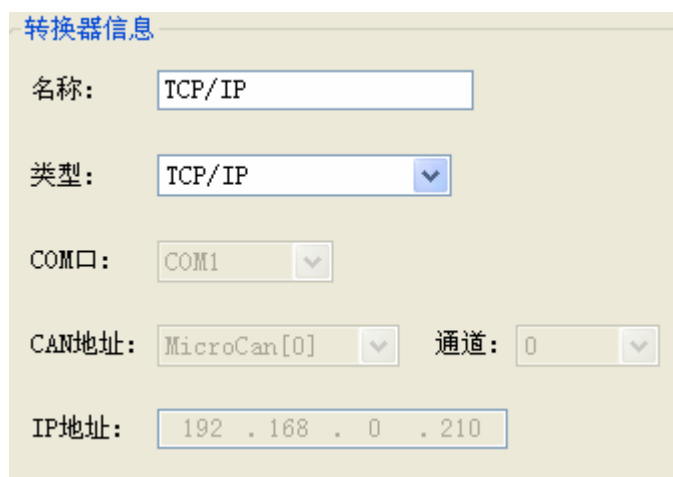 转换器信息
名称： TCP/IP
类型： TCP/IP
COM口： COM1
CAN地址： MicroCan[0] 通道： 0
IP地址： 192 . 168 . 0 . 210